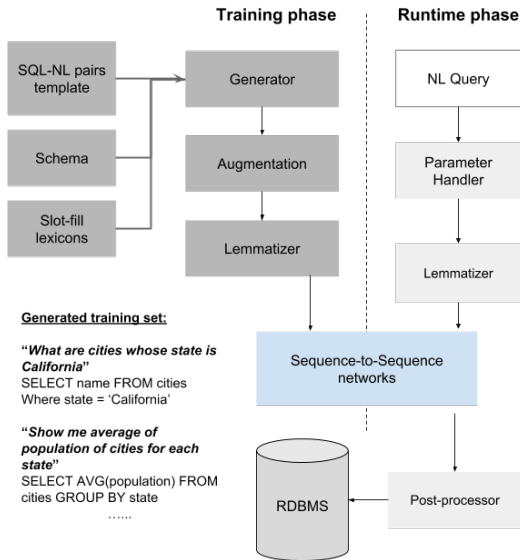 Training phase
Runtime phase
SQL-NL pairs
template
Generator
NL Query
Schema
Augmentation
Parameter
Handler
Slot-fill
lexicons
Lemmatizer
Lemmatizer
Generated training set:
“What are cities whose state is
California”
SELECT name FROM cities
Where state = ‘California’
“Show me average of
population of cities for each
state”
SELECT AVG(population) FROM
cities GROUP BY state
…...
Sequence-to-Sequence
networks
RDBMS
Post-processor